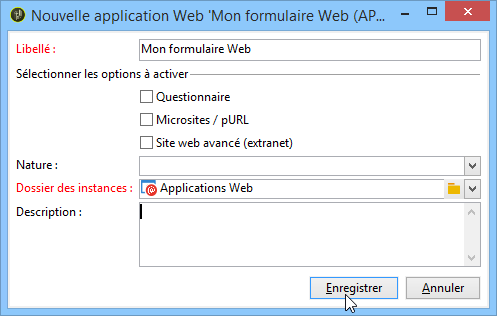 Nouvelle application Web 'Mon formulaire Web (AP...
Libellé : Mon formulaire Web
Sélectionner les options à activer
Questionnaire
Microsites / pURL
Site web avancé (extranet)
Nature :
Dossier des instances : Applications Web
Description :
Enregistrer Annuler